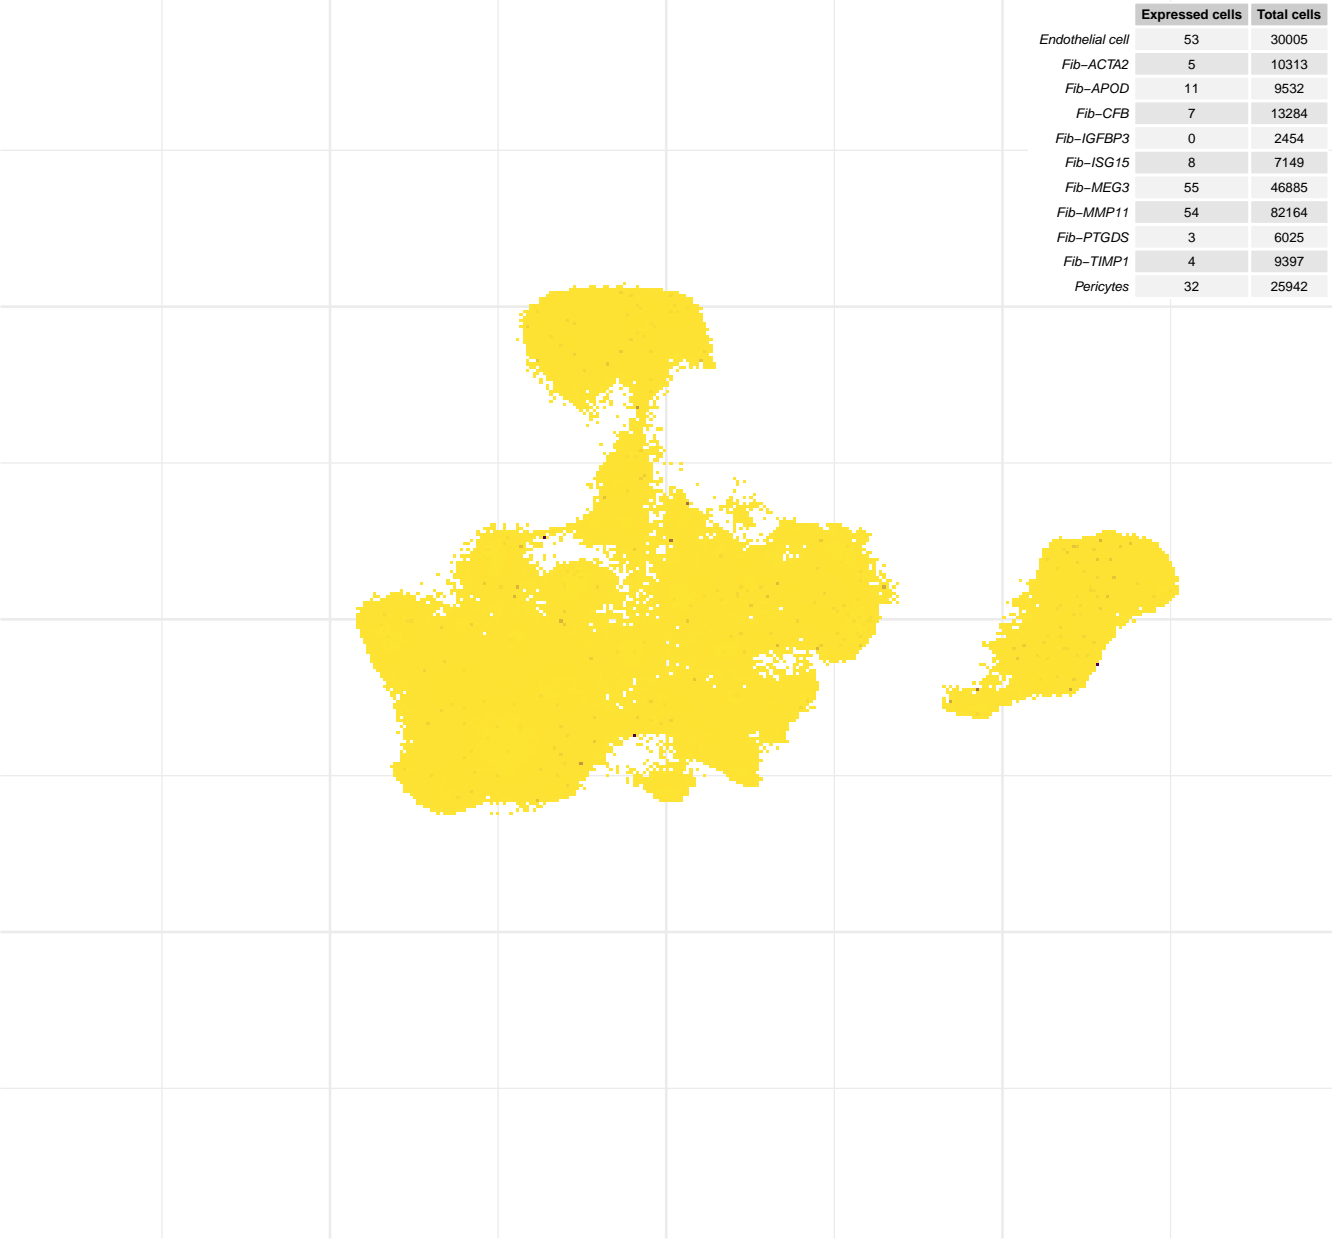 Expressed cells Total cells
Endothelial cell 53 30005
Fib−ACTA2 5 10313
Fib−APOD 11 9532
Fib−CFB 7 13284
Fib−IGFBP3 0 2454
Fib−ISG15 8 7149
Fib−MEG3 55 46885
Fib−MMP11 54 82164
Fib−PTGDS 3 6025
Fib−TIMP1 4 9397
Pericytes 32 25942